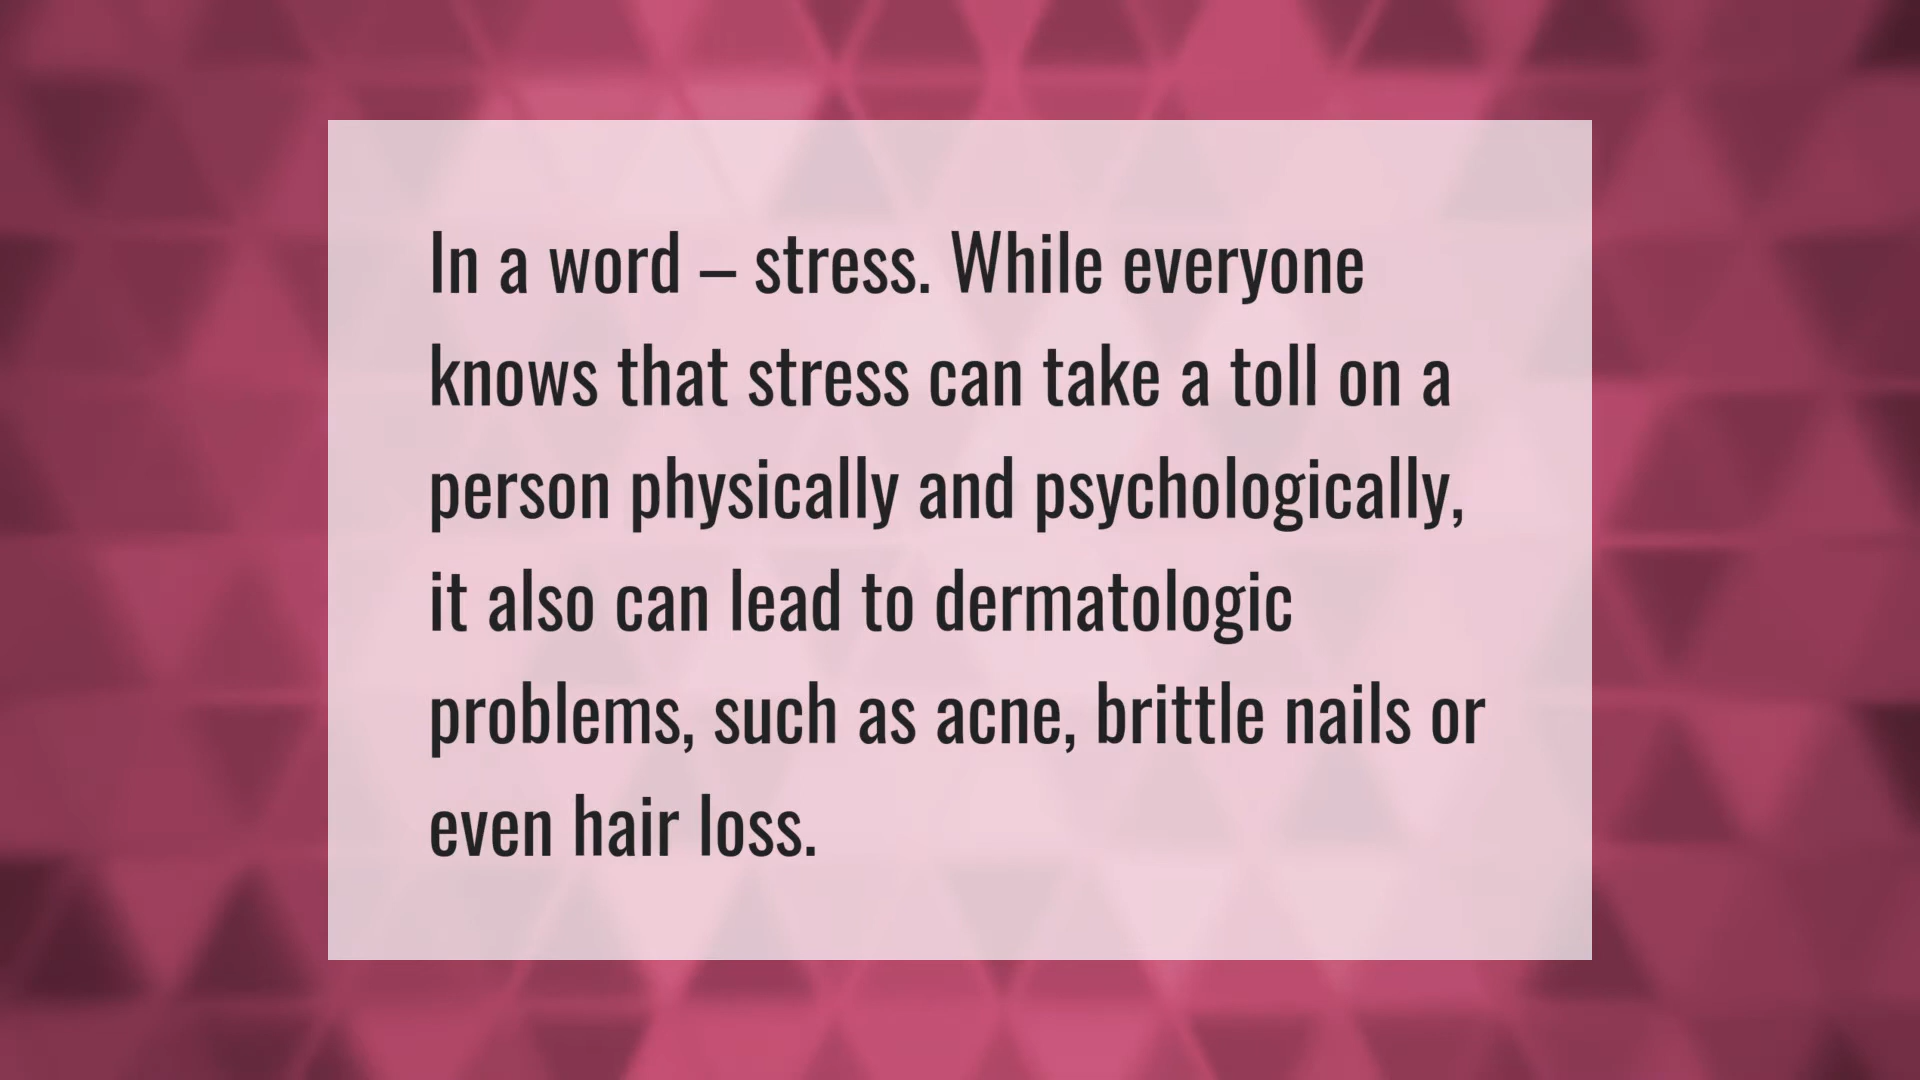 In a word – stress. While everyone
knows that stress can take a toll on a
person physically and psychologically,
it also can lead to dermatologic
problems, such as acne, brittle nails or
even hair loss.